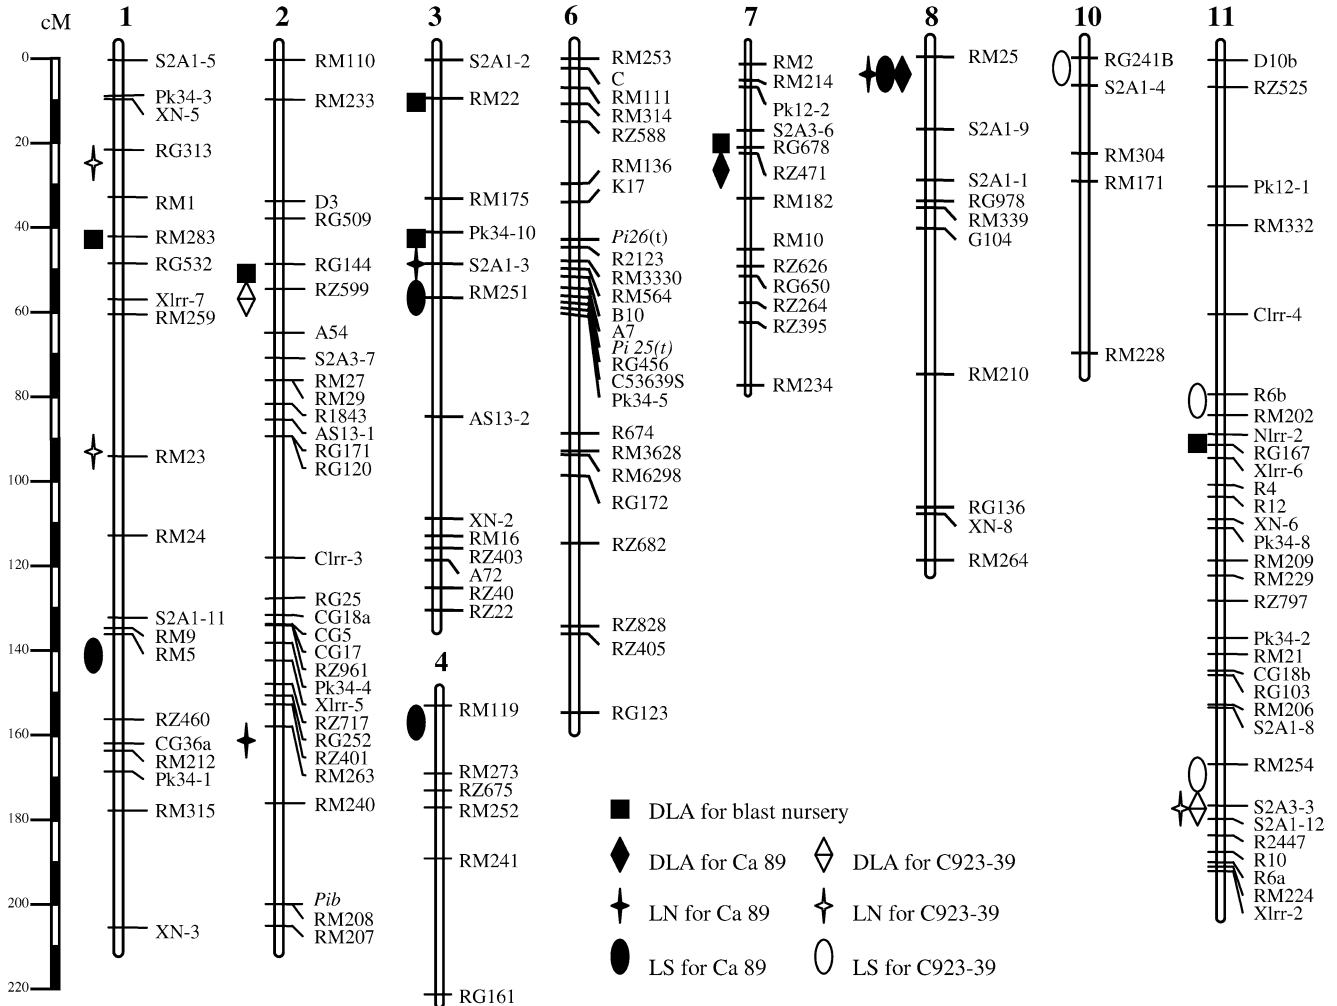 cM
0
20
40
60
80
100
120
140
160
180
200
220
1
S2A1-5
Pk34-3
XN-5
RG313
RM1
RM283
RG532
Xlrr-7
RM259
RM23
RM24
S2A1-11
RM9
RM5
RZ460
CG36a
RM212
Pk34-1
RM315
XN-3
2
RM110
RM233
D3
RG509
RG144
RZ599
A54
S2A3-7
RM27
RM29
R1843
AS13-1
RG171
RG120
Clrr-3
RG25
CG18a
CG5
CG17
RZ961
Pk34-4
Xlrr-5
RZ717
RG252
RZ401
RM263
RM240
Pib
RM208
RM207
3
S2A1-2
RM22
RM175
Pk34-10
S2A1-3
RM251
AS13-2
XN-2
RM16
RZ403
A72
RZ40
RZ22
4
RM119
RM273
RZ675
RM252
RM241
RG161
6
RM253
C
RM111
RM314
RZ588
RM136
K17
Pi26(t)
R2123
RM3330
RM564
B10
A7
Pi 25(t)
RG456
C53639S
Pk34-5
R674
RM3628
RM6298
RG172
RZ682
RZ828
RZ405
RG123
7
RM2
RM214
Pk12-2
S2A3-6
RG678
RZ471
RM182
RM10
RZ626
RG650
RZ264
RZ395
RM234
8
RM25
S2A1-9
S2A1-1
RG978
RM339
G104
RM210
RG136
XN-8
RM264
10
RG241B
S2A1-4
RM304
RM171
RM228
11
D10b
RZ525
Pk12-1
RM332
Clrr-4
R6b
RM202
Nlrr-2
RG167
Xlrr-6
R4
R12
XN-6
Pk34-8
RM209
RM229
RZ797
Pk34-2
RM21
CG18b
RG103
RM206
S2A1-8
RM254
S2A3-3
S2A1-12
R2447
R10
R6a
RM224
Xlrr-2
DLA for blast nursery
DLA for Ca 89
DLA for C923-39
LN for Ca 89
LN for C923-39
LS for Ca 89
LS for C923-39